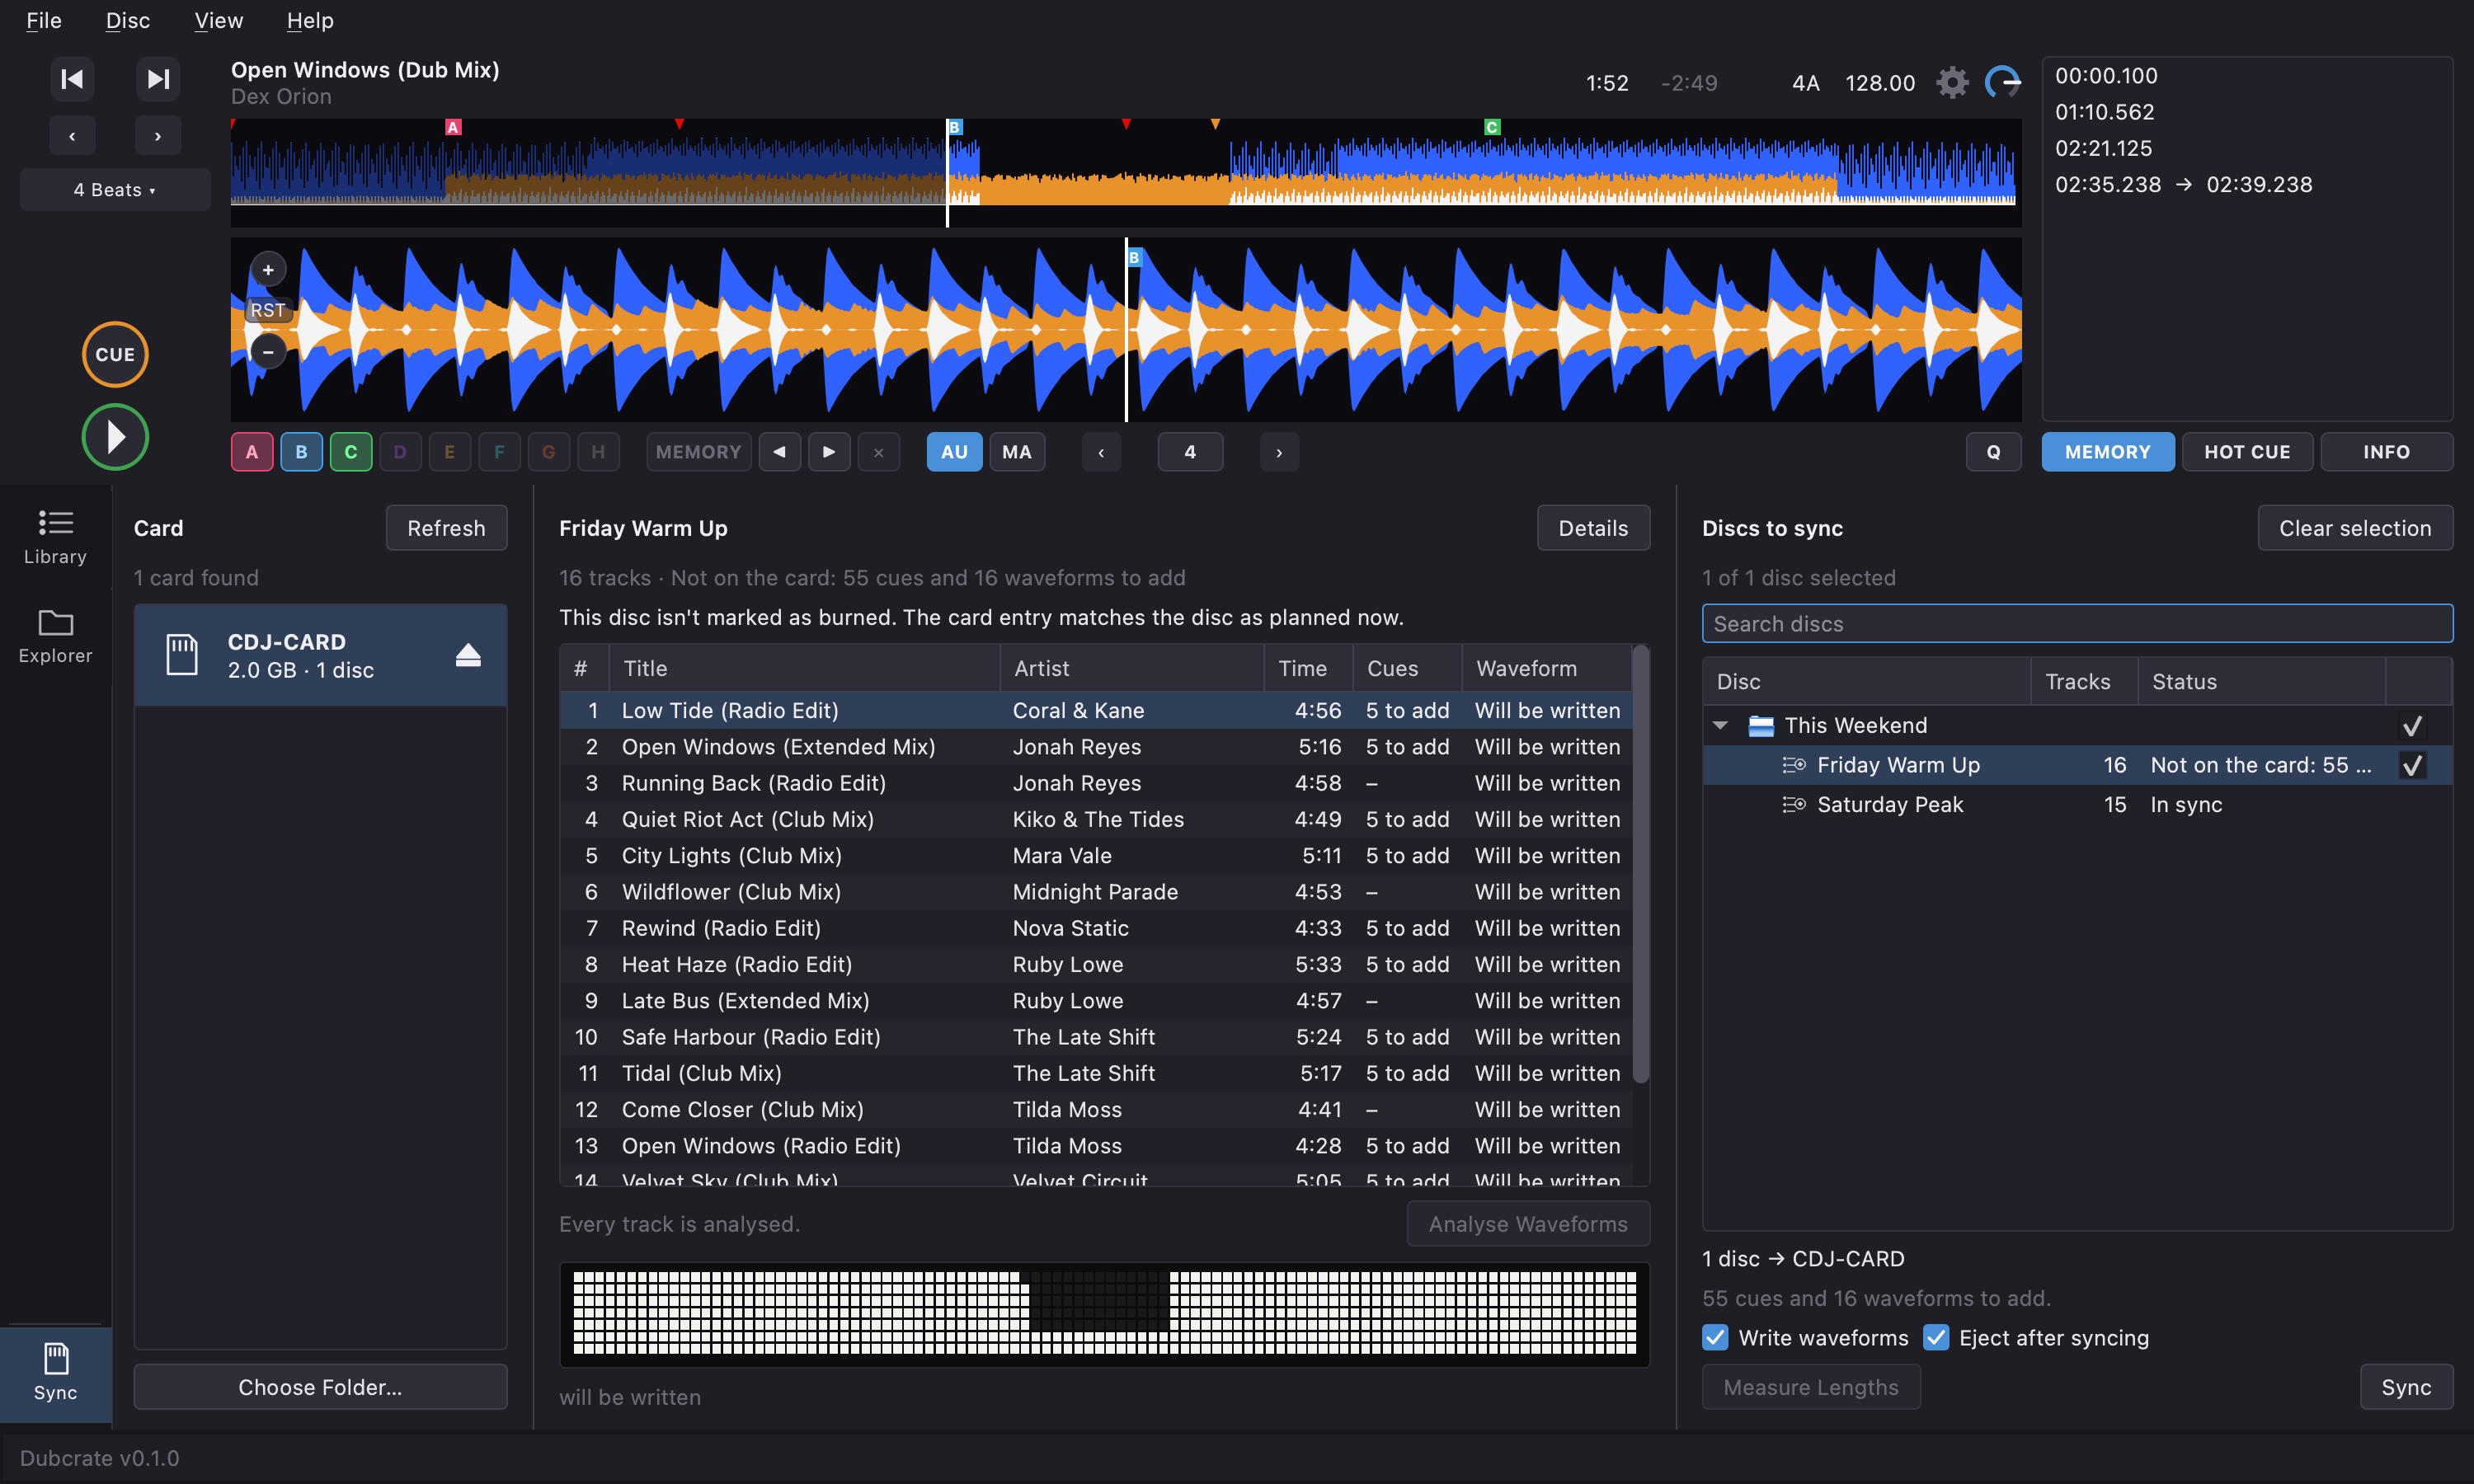 File Disc View Help
Open Windows (Dub Mix)
Dex Orion
1:52 -2:49 4A 128.00
00:00.100
01:10.562
02:21.125
02:35.238 → 02:39.238
A B C
4 Beats
B
+
RST
−
CUE
A B C D E F G H MEMORY × AU MA ‹ 4 › Q MEMORY HOT CUE INFO
Library
Explorer
Sync
Card Refresh
1 card found
CDJ-CARD
2.0 GB · 1 disc
Choose Folder...
Friday Warm Up Details
16 tracks · Not on the card: 55 cues and 16 waveforms to add
This disc isn't marked as burned. The card entry matches the disc as planned now.
# Title Artist Time Cues Waveform
1 Low Tide (Radio Edit) Coral & Kane 4:56 5 to add Will be written
2 Open Windows (Extended Mix) Jonah Reyes 5:16 5 to add Will be written
3 Running Back (Radio Edit) Jonah Reyes 4:58 – Will be written
4 Quiet Riot Act (Club Mix) Kiko & The Tides 4:49 5 to add Will be written
5 City Lights (Club Mix) Mara Vale 5:11 5 to add Will be written
6 Wildflower (Club Mix) Midnight Parade 4:53 – Will be written
7 Rewind (Radio Edit) Nova Static 4:33 5 to add Will be written
8 Heat Haze (Radio Edit) Ruby Lowe 5:33 5 to add Will be written
9 Late Bus (Extended Mix) Ruby Lowe 4:57 – Will be written
10 Safe Harbour (Radio Edit) The Late Shift 5:24 5 to add Will be written
11 Tidal (Club Mix) The Late Shift 5:17 5 to add Will be written
12 Come Closer (Club Mix) Tilda Moss 4:41 – Will be written
13 Open Windows (Radio Edit) Tilda Moss 4:28 5 to add Will be written
14 Velvet Sky (Club Mix) Velvet Circuit 5:05 5 to add Will be written
Every track is analysed. Analyse Waveforms
will be written
Discs to sync Clear selection
1 of 1 disc selected
Search discs
Disc Tracks Status
This Weekend
Friday Warm Up 16 Not on the card: 55 ...
Saturday Peak 15 In sync
1 disc → CDJ-CARD
55 cues and 16 waveforms to add.
Write waveforms Eject after syncing
Measure Lengths Sync
Dubcrate v0.1.0